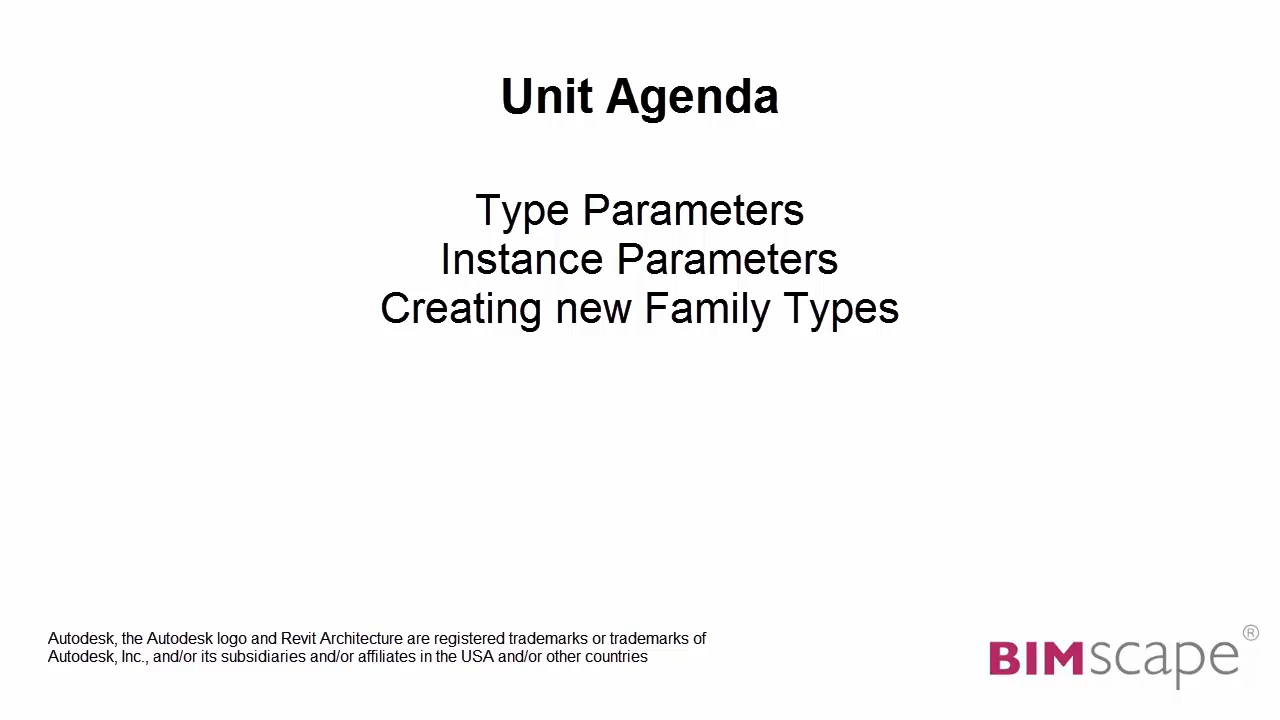 Unit Agenda
Type Parameters
Instance Parameters
Creating new Family Types
Autodesk, the Autodesk logo and Revit Architecture are registered trademarks or trademarks of
Autodesk, Inc., and/or its subsidiaries and/or affiliates in the USA and/or other countries
BIMscape®